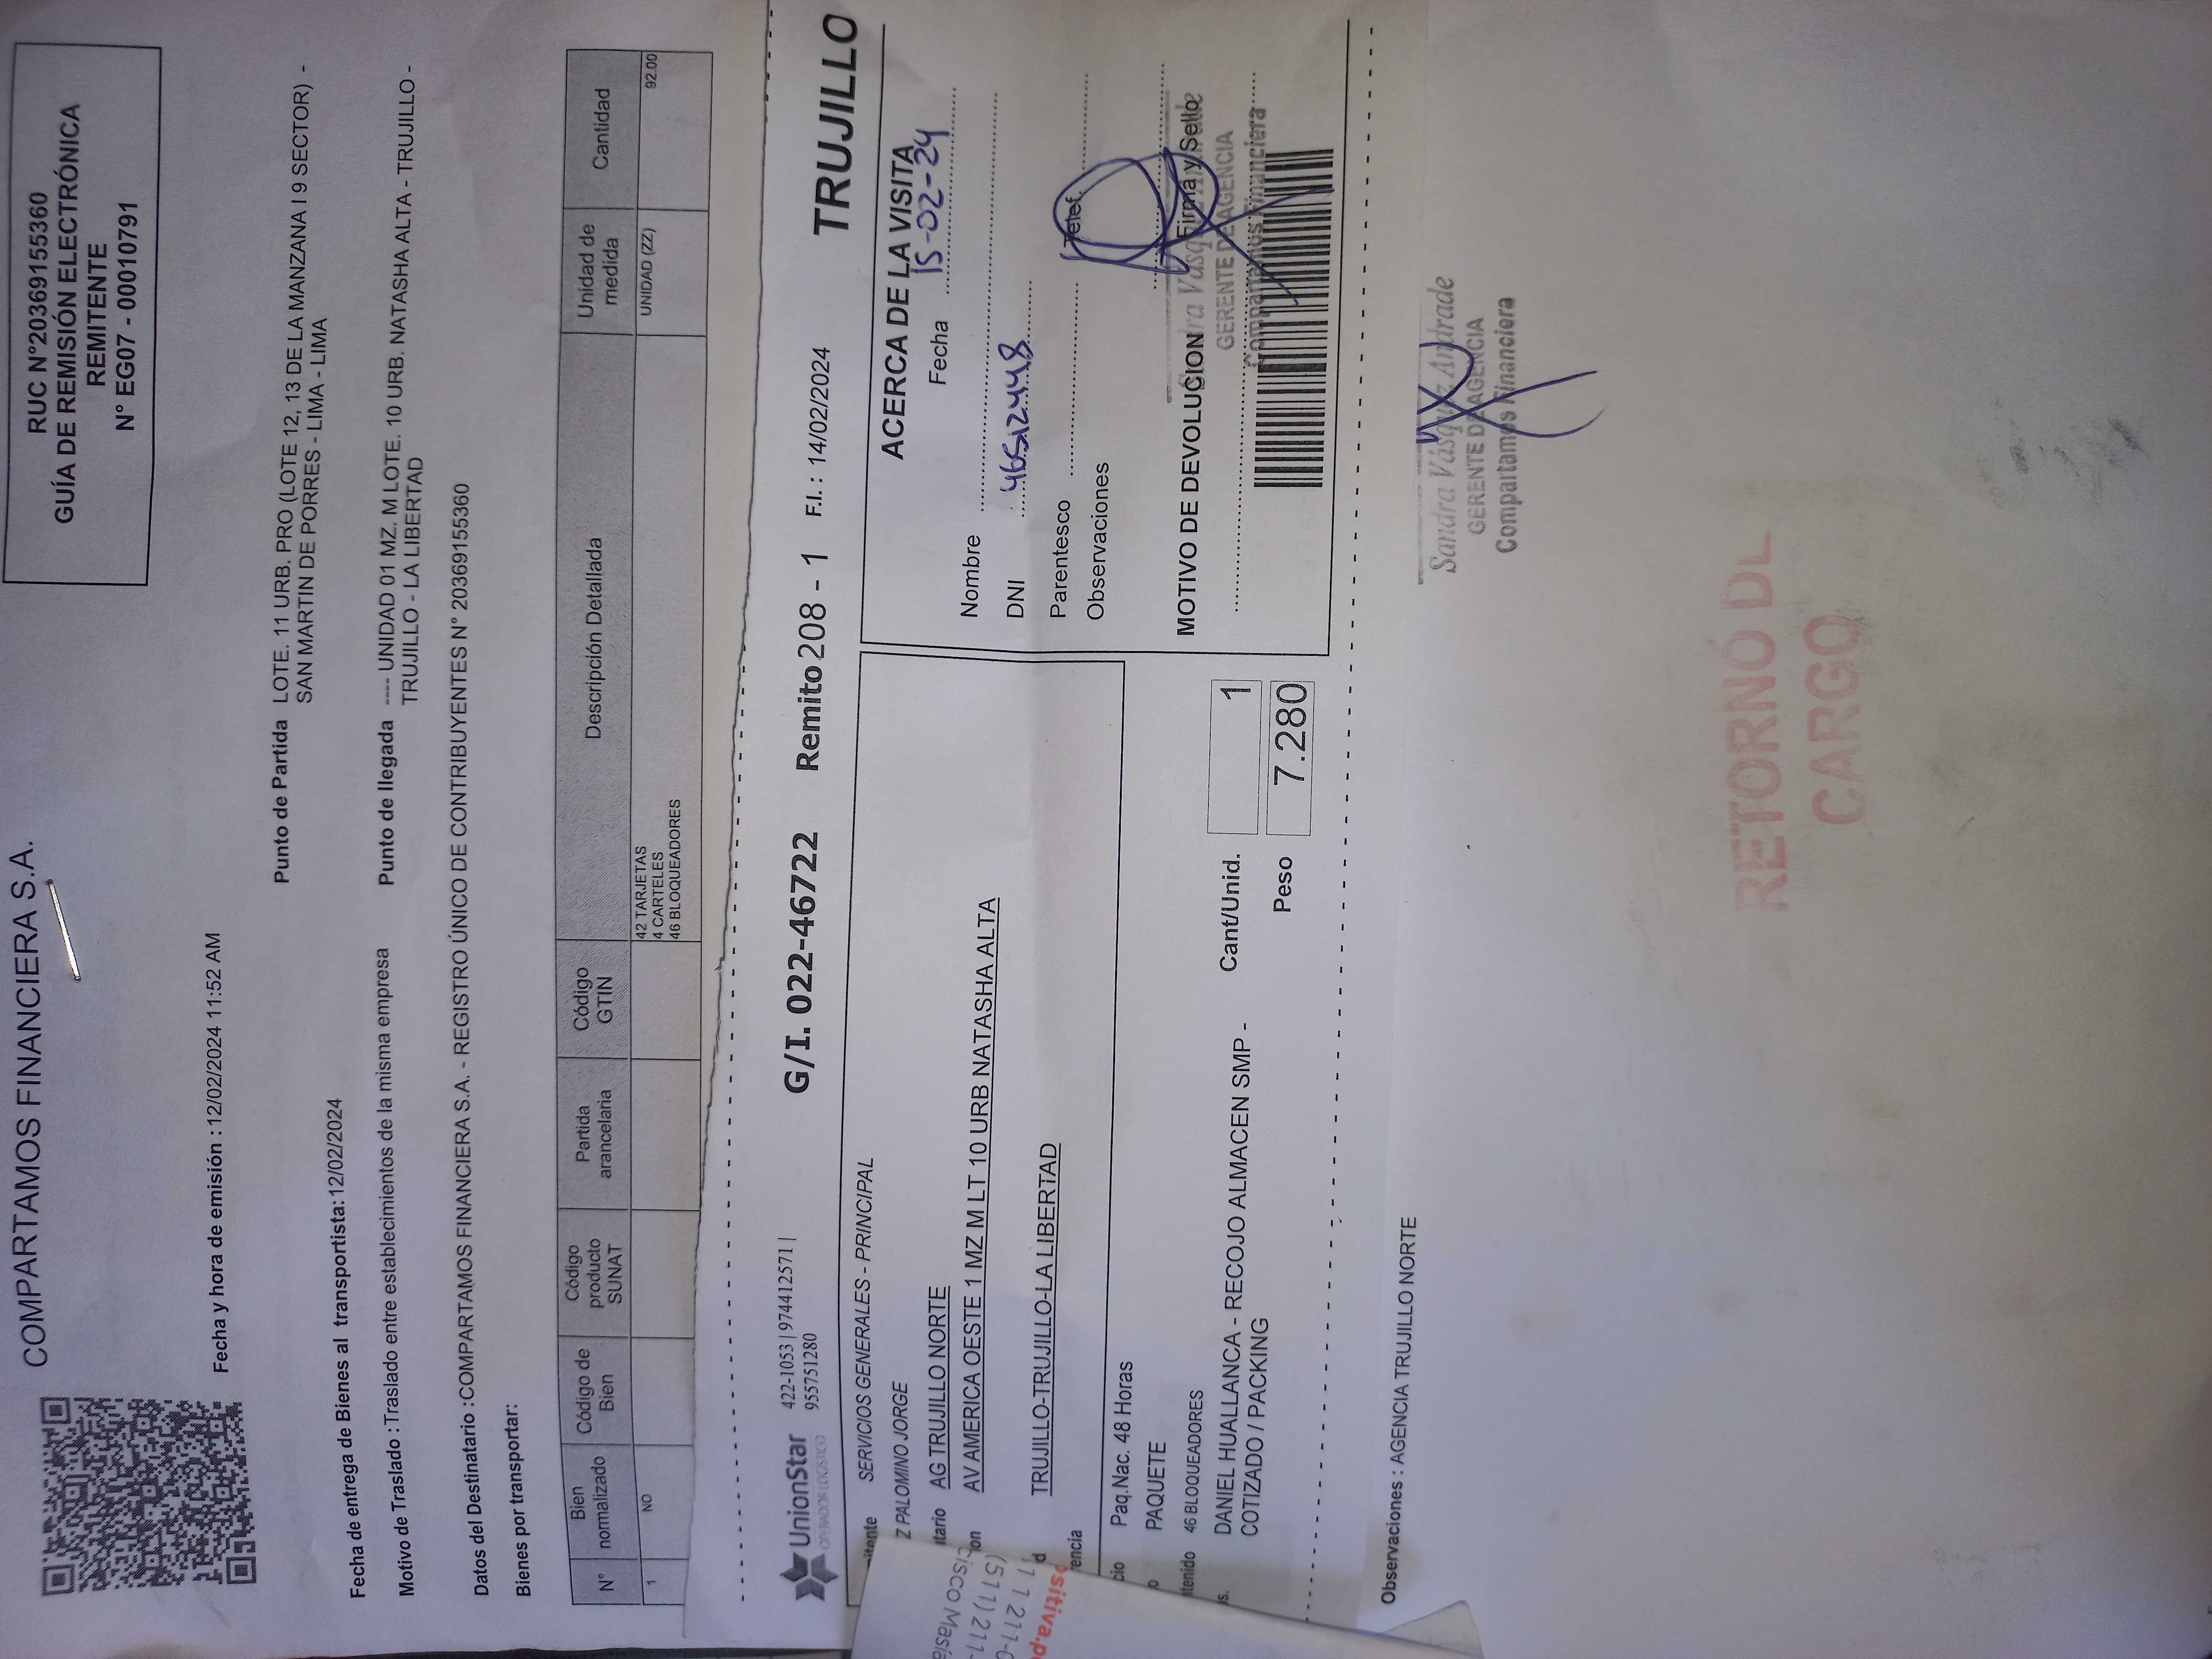 COMPARTAMOS FINANCIERA S.A.
RUC N°20369155360
GUÍA DE REMISIÓN ELECTRÓNICA
REMITENTE
N° EG07 - 00010791
Fecha y hora de emisión : 12/02/2024 11:52 AM
Punto de Partida LOTE. 11 URB. PRO (LOTE 12, 13 DE LA MANZANA I 9 SECTOR) -
SAN MARTIN DE PORRES - LIMA - LIMA
Fecha de entrega de Bienes al transportista:12/02/2024
Motivo de Traslado :Traslado entre establecimientos de la misma empresa
Punto de llegada ---- UNIDAD 01 MZ. M LOTE. 10 URB. NATASHA ALTA - TRUJILLO -
TRUJILLO - LA LIBERTAD
Datos del Destinatario :COMPARTAMOS FINANCIERA S.A. - REGISTRO ÚNICO DE CONTRIBUYENTES N° 20369155360
Bienes por transportar:
N° Bien normalizado Código de Bien Código producto SUNAT Partida arancelaria Código GTIN Descripción Detallada Unidad de medida Cantidad
1 NO 42 TARJETAS UNIDAD (ZZ) 92.00
4 CARTELES
46 BLOQUEADORES
UnionStar
OPERADOR LOGISTICO
422-1053 | 974412571 |
955751280
G/I. 022-46722 Remito 208 - 1 F.I. : 14/02/2024 TRUJILLO
SERVICIOS GENERALES - PRINCIPAL
Z PALOMINO JORGE
tario AG TRUJILLO NORTE
on AV AMERICA OESTE 1 MZ M LT 10 URB NATASHA ALTA
d TRUJILLO-TRUJILLO-LA LIBERTAD
rencia
cio Paq.Nac. 48 Horas
o PAQUETE
tenido 46 BLOQUEADORES
s. DANIEL HUALLANCA - RECOJO ALMACEN SMP -
COTIZADO / PACKING
Cant/Unid. 1
Peso 7.280
ACERCA DE LA VISITA
Fecha 15-02-24
Nombre
DNI 46512448
Parentesco Telef.
Observaciones
Firma y Sello
MOTIVO DE DEVOLUCION
GERENTE DE AGENCIA
Compartamos Financiera
Observaciones : AGENCIA TRUJILLO NORTE
Sandra Vásquez Andrade
GERENTE DE AGENCIA
Compartamos Financiera
RETORNO DE
CARGO
(511) 211-
ositiva.p